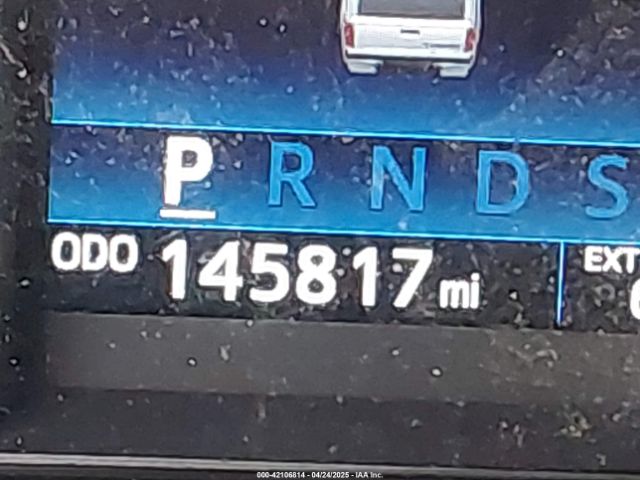 P R N D S
ODO 145817 mi EXT
000-42106814 - 04/24/2025 - IAA Inc.